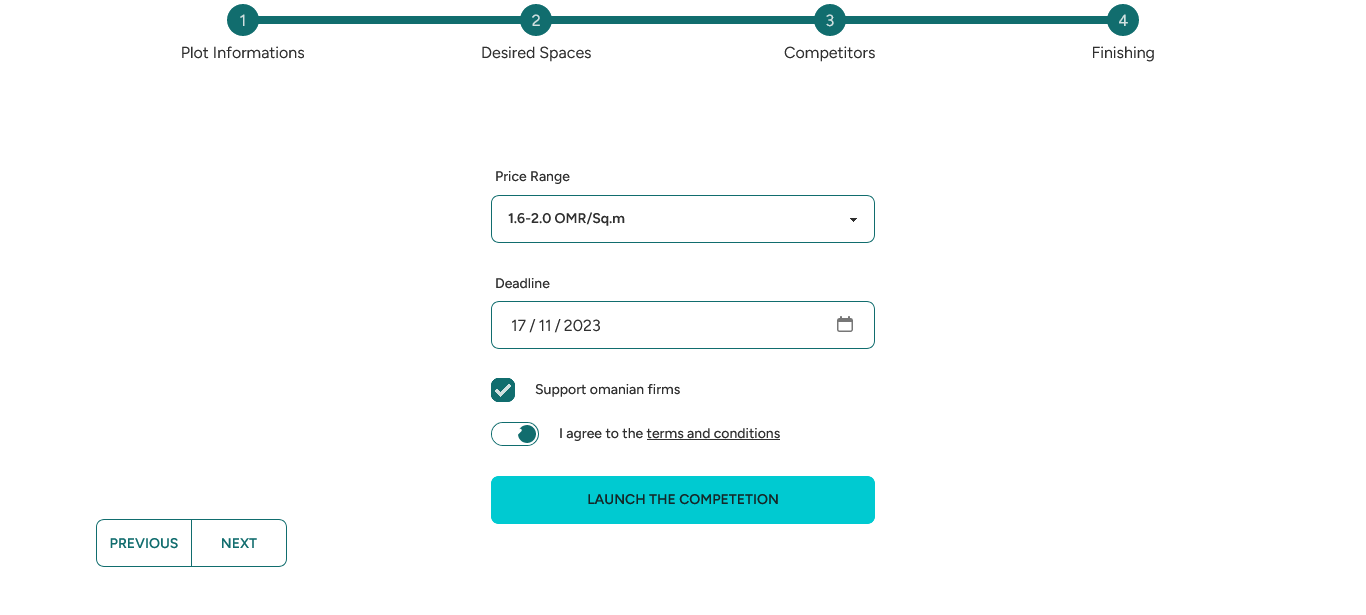 1 2 3 4
Plot Informations Desired Spaces Competitors Finishing
Price Range
1.6-2.0 OMR/Sq.m
Deadline
17 / 11 / 2023
Support omanian firms
I agree to the terms and conditions
LAUNCH THE COMPETETION
PREVIOUS NEXT